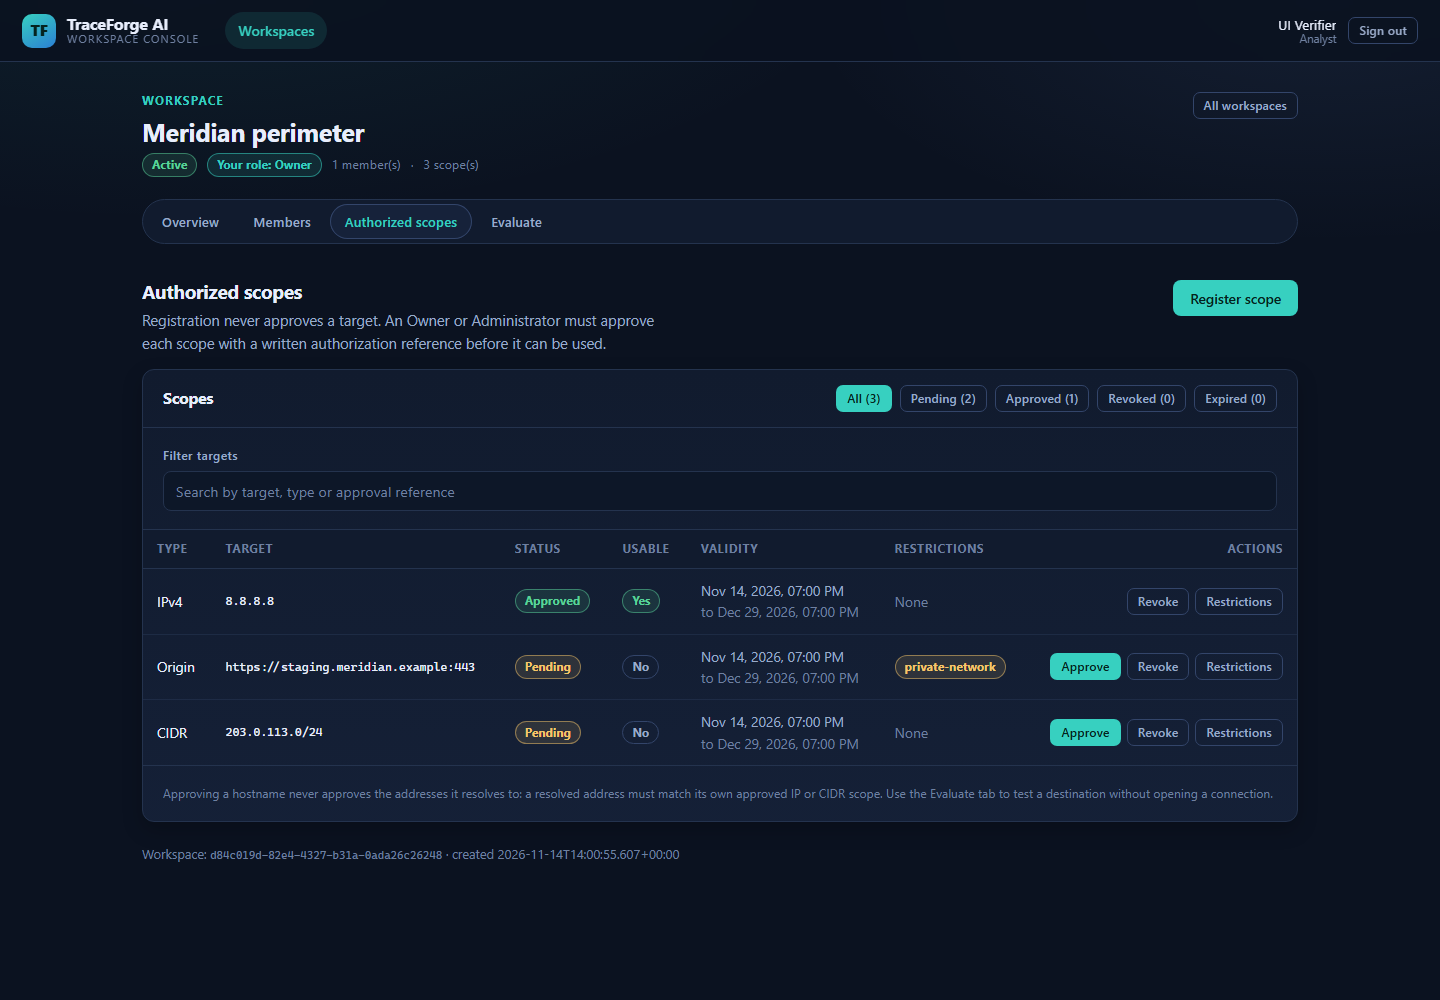 TF TraceForge AI
WORKSPACE CONSOLE
Workspaces
UI Verifier
Analyst
Sign out
WORKSPACE
All workspaces
Meridian perimeter
Active Your role: Owner 1 member(s) · 3 scope(s)
Overview Members Authorized scopes Evaluate
Authorized scopes
Register scope
Registration never approves a target. An Owner or Administrator must approve
each scope with a written authorization reference before it can be used.
Scopes All (3) Pending (2) Approved (1) Revoked (0) Expired (0)
Filter targets
Search by target, type or approval reference
TYPE TARGET STATUS USABLE VALIDITY RESTRICTIONS ACTIONS
IPv4 8.8.8.8 Approved Yes Nov 14, 2026, 07:00 PM None Revoke Restrictions
to Dec 29, 2026, 07:00 PM
Origin https://staging.meridian.example:443 Pending No Nov 14, 2026, 07:00 PM private-network Approve Revoke Restrictions
to Dec 29, 2026, 07:00 PM
CIDR 203.0.113.0/24 Pending No Nov 14, 2026, 07:00 PM None Approve Revoke Restrictions
to Dec 29, 2026, 07:00 PM
Approving a hostname never approves the addresses it resolves to: a resolved address must match its own approved IP or CIDR scope. Use the Evaluate tab to test a destination without opening a connection.
Workspace: d84c019d-82e4-4327-b31a-0ada26c26248 · created 2026-11-14T14:00:55.607+00:00